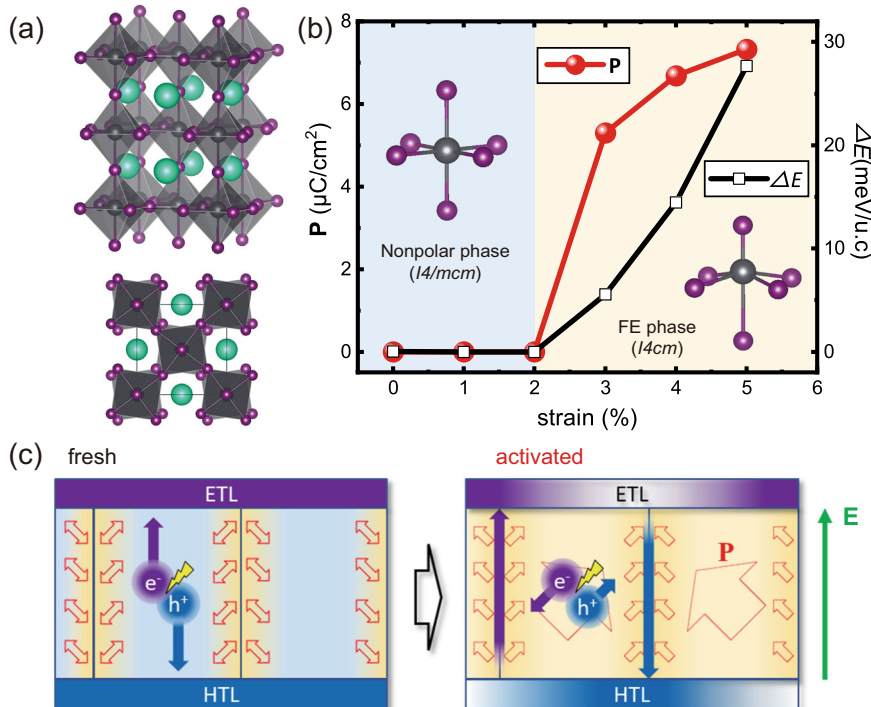 (a)
(b)
8
6
4
2
0
P (μC/cm²)
P
ΔE
Nonpolar phase
(I4/mcm)
FE phase
(I4cm)
30
20
10
0
ΔE(meV/u.c)
0 1 2 3 4 5 6
strain (%)
(c) fresh
activated
ETL
e⁻
h⁺
HTL
ETL
e⁻
h⁺
P
HTL
E